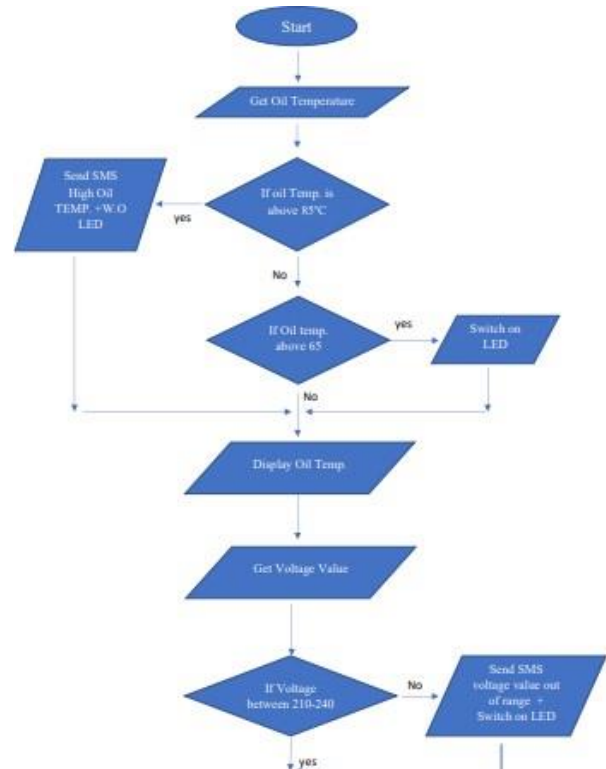 Start
Get Oil Temperature
If oil Temp. is
above 85°C
yes
Send SMS
High Oil
TEMP. +W.O
LED
No
If Oil temp.
above 65
yes
Switch on
LED
No
Display Oil Temp.
Get Voltage Value
If Voltage
between 210-240
No
Send SMS
voltage value out
of range +
Switch on LED
yes